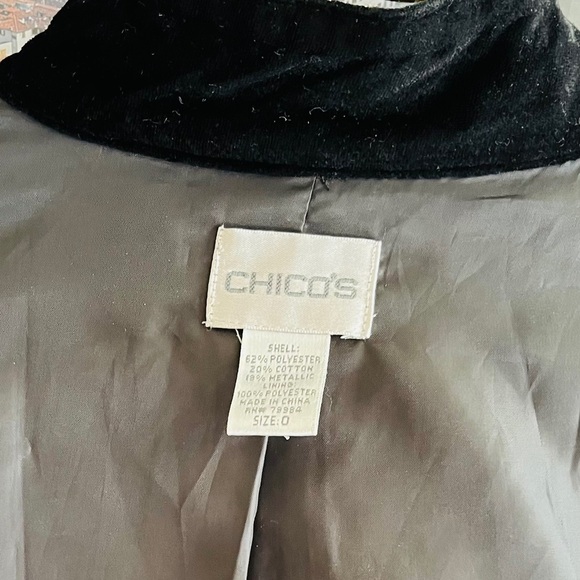 CHICO'S
SHELL:
62% POLYESTER
20% COTTON
18% METALLIC
LINING:
100% POLYESTER
MADE IN CHINA
RN# 79984
SIZE: 0